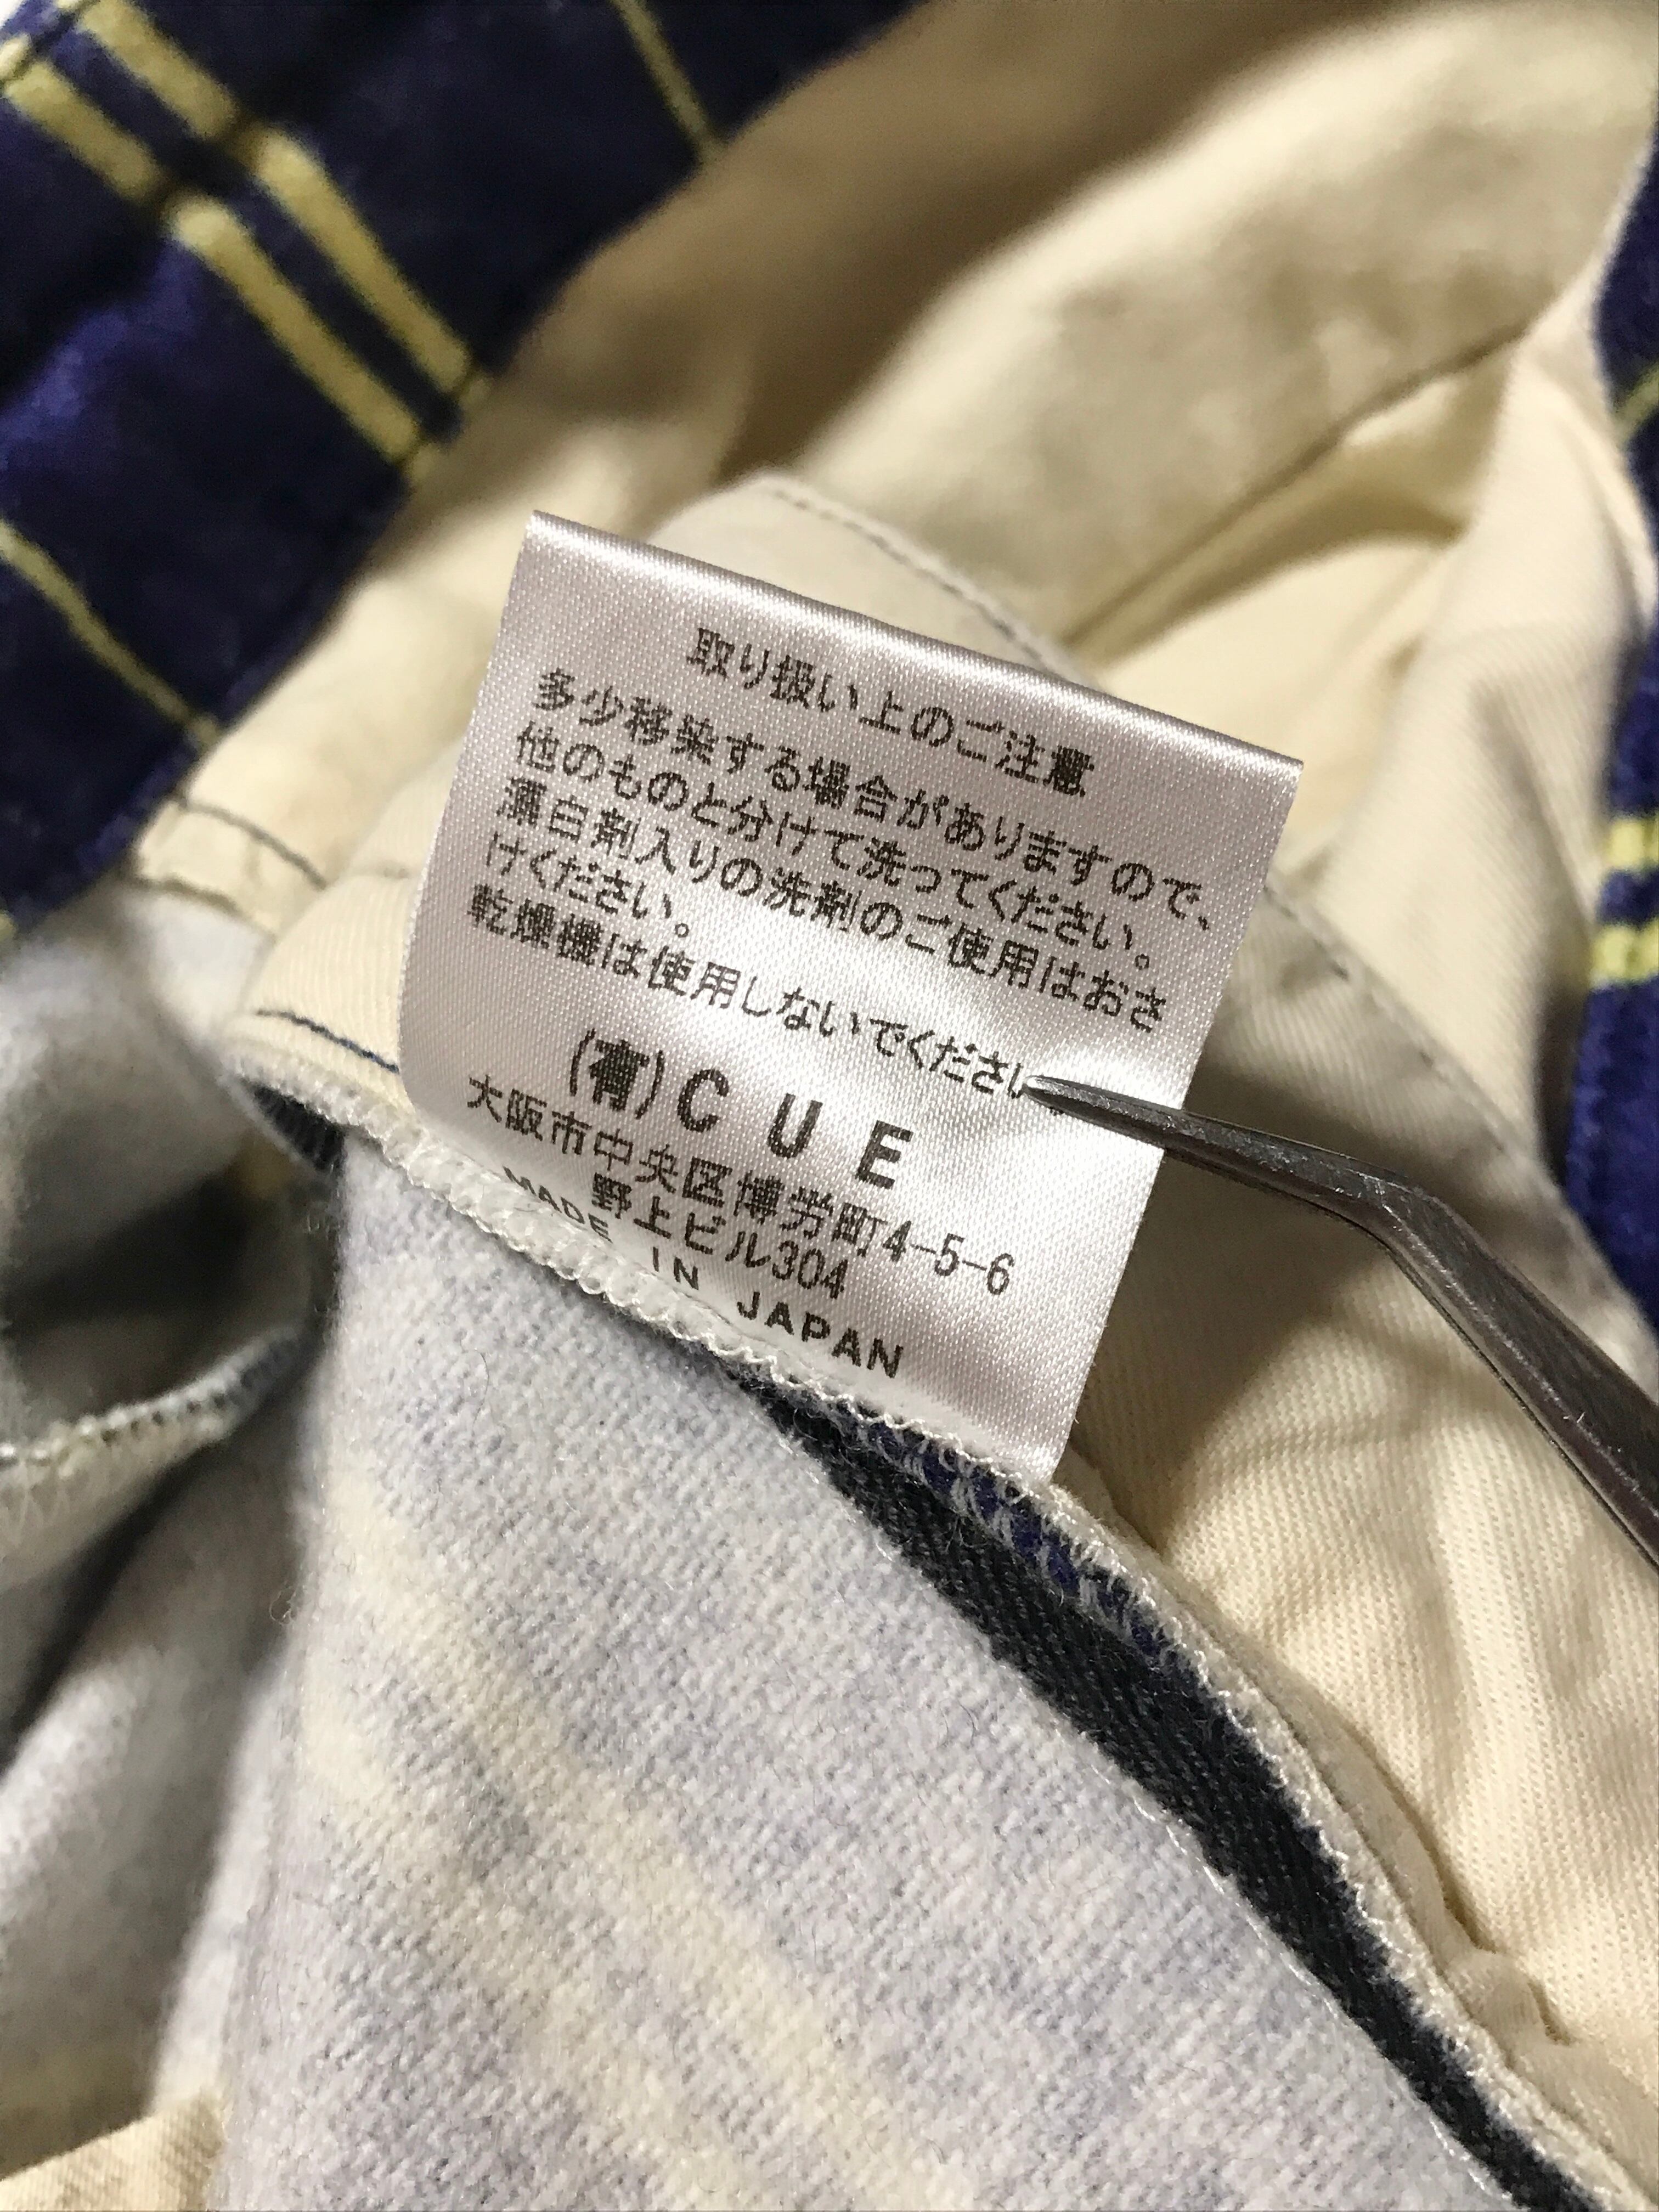 取り扱い上のご注意
多少移染する場合がありますので、
他のものと分けて洗ってください。
漂白剤入りの洗剤のご使用はおさ
けください。
乾燥機は使用しないでください
(有)CUE
大阪市中央区博労町4-5-6
野上ビル304
MADE IN JAPAN